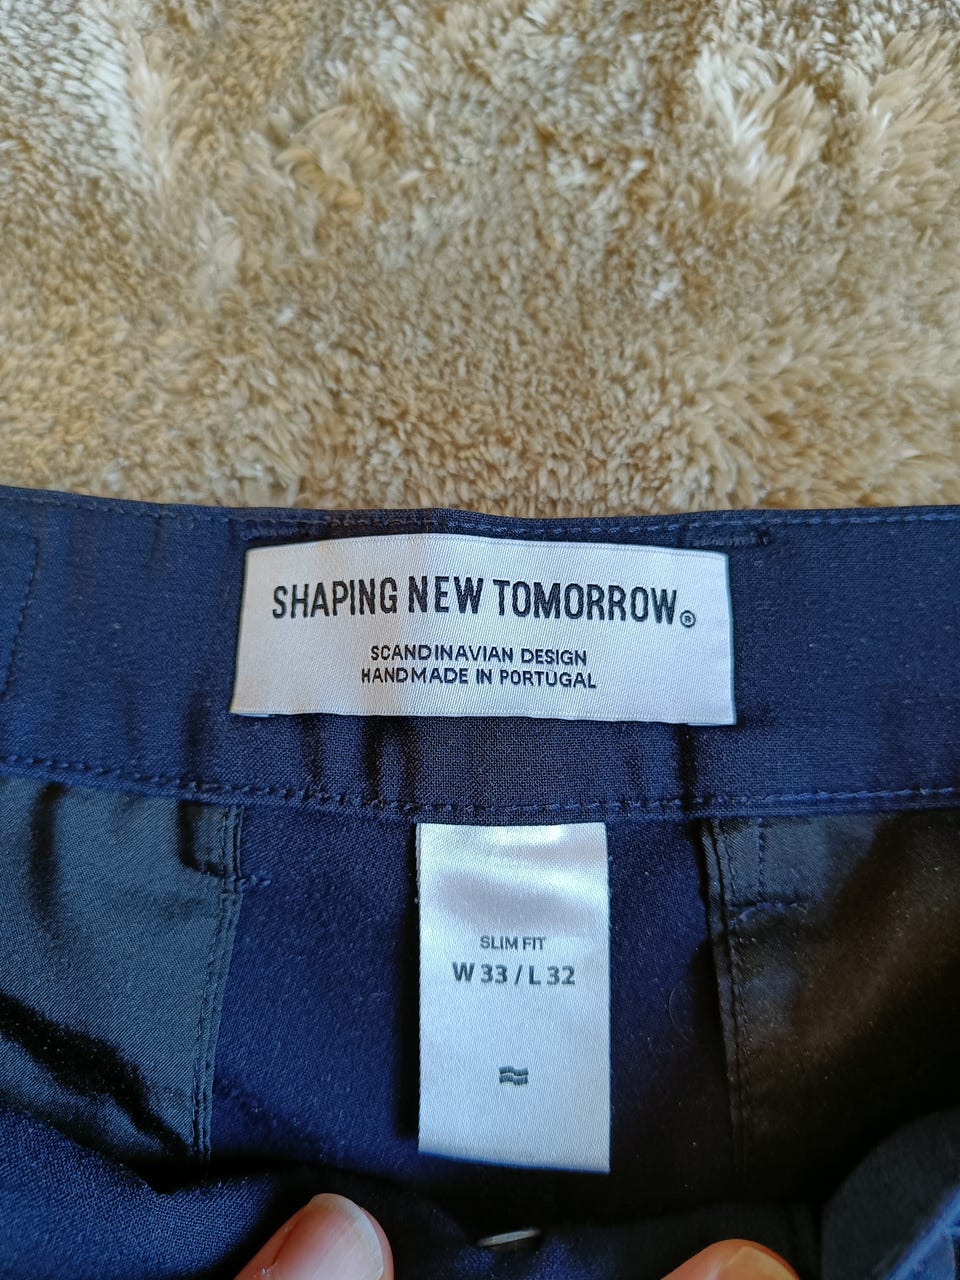 SHAPING NEW TOMORROW®
SCANDINAVIAN DESIGN
HANDMADE IN PORTUGAL
SLIM FIT
W 33 / L 32